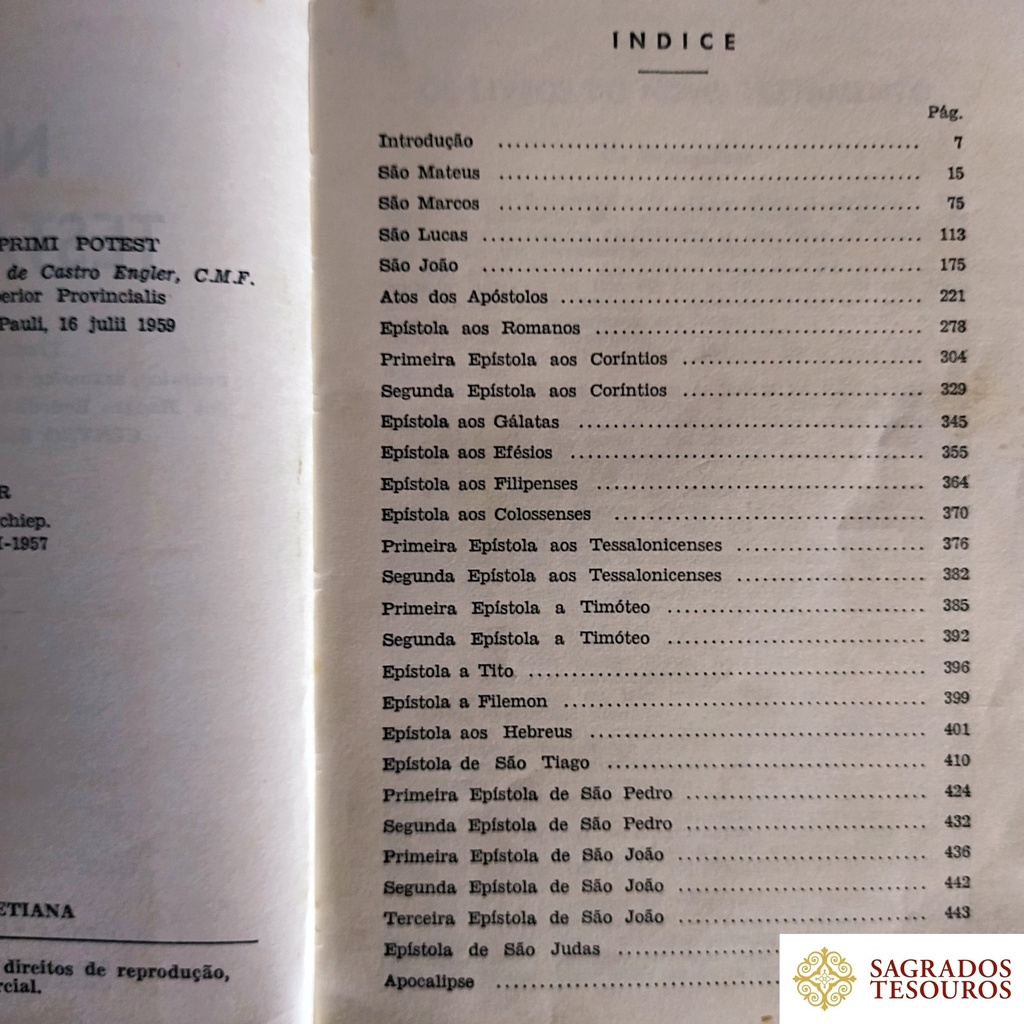 PRIMI POTEST
de Castro Engler, C.M.F.
erior Provincialis
Pauli, 16 julii 1959
R
chiep.
I-1957
ETIANA
direitos de reprodução,
rcial.
ÍNDICE
Pág.
Introdução .......................................... 7
São Mateus .......................................... 15
São Marcos .......................................... 75
São Lucas .......................................... 113
São João .......................................... 175
Atos dos Apóstolos .......................................... 221
Epístola aos Romanos .......................................... 278
Primeira Epístola aos Coríntios .............................. 304
Segunda Epístola aos Coríntios .............................. 329
Epístola aos Gálatas .......................................... 345
Epístola aos Efésios .......................................... 355
Epístola aos Filipenses .................................... 364
Epístola aos Colossenses .................................... 370
Primeira Epístola aos Tessalonicenses ........................ 376
Segunda Epístola aos Tessalonicenses ........................ 382
Primeira Epístola a Timóteo .............................. 385
Segunda Epístola a Timóteo .............................. 392
Epístola a Tito .......................................... 396
Epístola a Filemon .......................................... 399
Epístola aos Hebreus .................................... 401
Epístola de São Tiago .................................... 410
Primeira Epístola de São Pedro .............................. 424
Segunda Epístola de São Pedro .............................. 432
Primeira Epístola de São João .............................. 436
Segunda Epístola de São João .............................. 442
Terceira Epístola de São João .............................. 443
Epístola de São Judas ..................
Apocalipse ..............................
SAGRADOS
TESOUROS